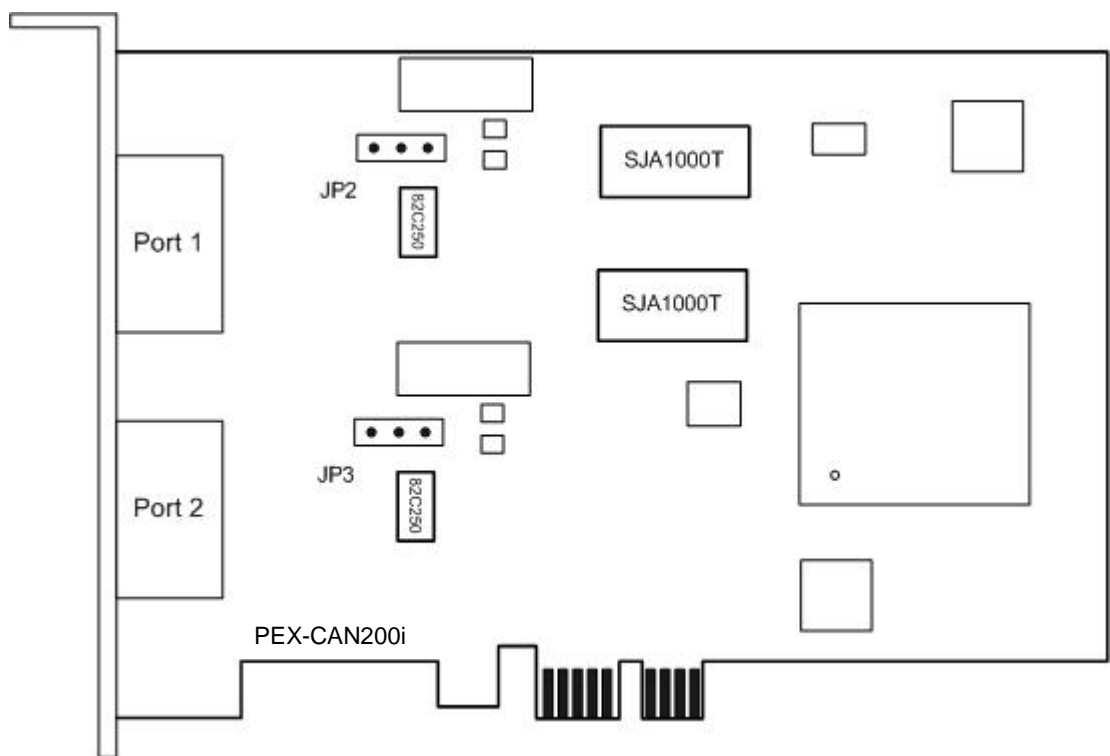 SJA1000T
JP2
82C250
Port 1
SJA1000T
JP3
82C250
Port 2
PEX-CAN200i